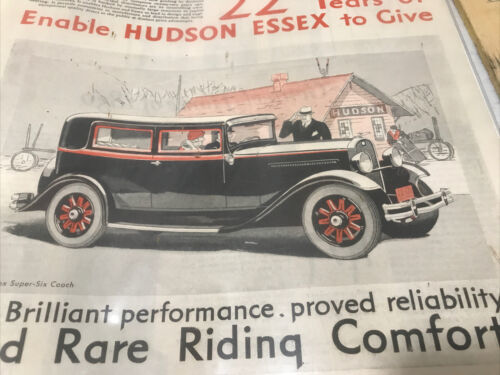 22 Years of
Enable, HUDSON ESSEX to Give
HUDSON
Super-Six Coach
Brilliant performance. proved reliability
d Rare Riding Comfort